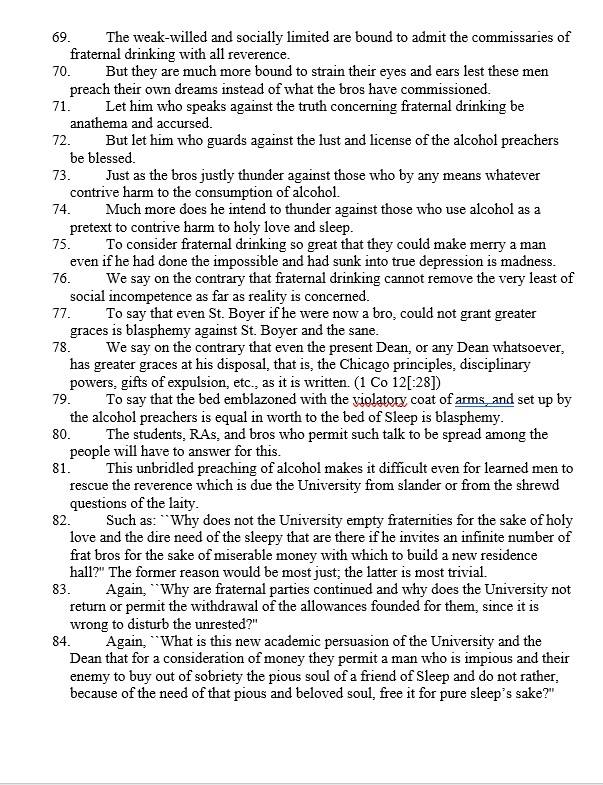 69. The weak-willed and socially limited are bound to admit the commissaries of
fraternal drinking with all reverence.
70. But they are much more bound to strain their eyes and ears lest these men
preach their own dreams instead of what the bros have commissioned.
71. Let him who speaks against the truth concerning fraternal drinking be
anathema and accursed.
72. But let him who guards against the lust and license of the alcohol preachers
be blessed.
73. Just as the bros justly thunder against those who by any means whatever
contrive harm to the consumption of alcohol.
74. Much more does he intend to thunder against those who use alcohol as a
pretext to contrive harm to holy love and sleep.
75. To consider fraternal drinking so great that they could make merry a man
even if he had done the impossible and had sunk into true depression is madness.
76. We say on the contrary that fraternal drinking cannot remove the very least of
social incompetence as far as reality is concerned.
77. To say that even St. Boyer if he were now a bro, could not grant greater
graces is blasphemy against St. Boyer and the sane.
78. We say on the contrary that even the present Dean, or any Dean whatsoever,
has greater graces at his disposal, that is, the Chicago principles, disciplinary
powers, gifts of expulsion, etc., as it is written. (1 Co 12[:28])
79. To say that the bed emblazoned with the violatory coat of arms, and set up by
the alcohol preachers is equal in worth to the bed of Sleep is blasphemy.
80. The students, RAs, and bros who permit such talk to be spread among the
people will have to answer for this.
81. This unbridled preaching of alcohol makes it difficult even for learned men to
rescue the reverence which is due the University from slander or from the shrewd
questions of the laity.
82. Such as: ``Why does not the University empty fraternities for the sake of holy
love and the dire need of the sleepy that are there if he invites an infinite number of
frat bros for the sake of miserable money with which to build a new residence
hall?" The former reason would be most just; the latter is most trivial.
83. Again, ``Why are fraternal parties continued and why does the University not
return or permit the withdrawal of the allowances founded for them, since it is
wrong to disturb the unrested?"
84. Again, ``What is this new academic persuasion of the University and the
Dean that for a consideration of money they permit a man who is impious and their
enemy to buy out of sobriety the pious soul of a friend of Sleep and do not rather,
because of the need of that pious and beloved soul, free it for pure sleep's sake?"